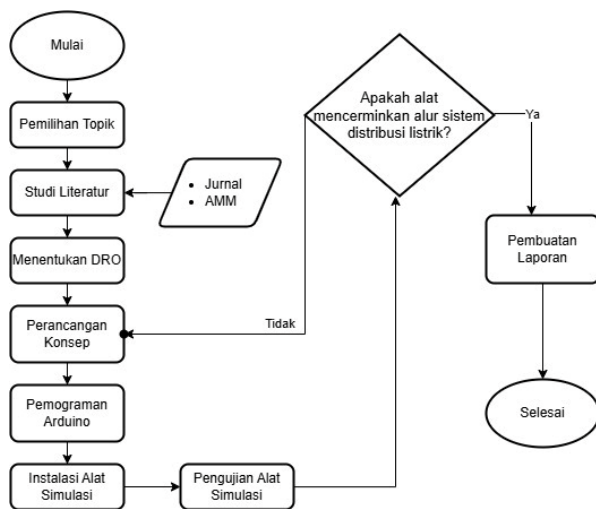 Mulai
Pemilihan Topik
Studi Literatur
• Jurnal
• AMM
Menentukan DRO
Perancangan
Konsep
Pemograman
Arduino
Instalasi Alat
Simulasi
Pengujian Alat
Simulasi
Apakah alat
mencerminkan alur sistem
distribusi listrik?
Tidak
Ya
Pembuatan
Laporan
Selesai